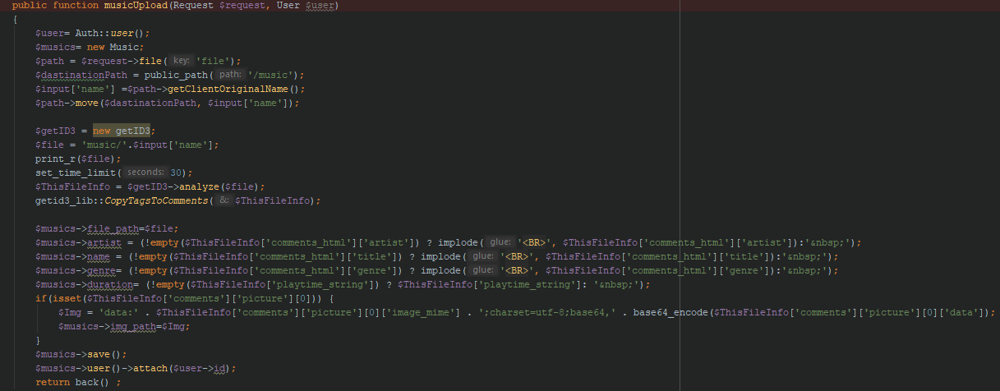 public function musicUpload(Request $request, User $user)
{
$user= Auth::user();
$musics= new Music;
$path = $request->file( key: 'file');
$dastinationPath = public_path( path: '/music');
$input['name'] =$path->getClientOriginalName();
$path->move($dastinationPath, $input['name']);
$getID3 = new getID3;
$file = 'music/'.$input['name'];
print_r($file);
set_time_limit( seconds: 30);
$ThisFileInfo = $getID3->analyze($file);
getid3_lib::CopyTagsToComments( &: $ThisFileInfo);
$musics->file_path=$file;
$musics->artist = (!empty($ThisFileInfo['comments_html']['artist']) ? implode( glue: '<BR>', $ThisFileInfo['comments_html']['artist']):'&nbsp;');
$musics->name = (!empty($ThisFileInfo['comments_html']['title']) ? implode( glue: '<BR>', $ThisFileInfo['comments_html']['title']):'&nbsp;');
$musics->genre= (!empty($ThisFileInfo['comments_html']['genre']) ? implode( glue: '<BR>', $ThisFileInfo['comments_html']['genre']):'&nbsp;');
$musics->duration= (!empty($ThisFileInfo['playtime_string']) ? $ThisFileInfo['playtime_string']: '&nbsp;');
if(isset($ThisFileInfo['comments']['picture'][0])) {
$Img = 'data:' . $ThisFileInfo['comments']['picture'][0]['image_mime'] . ';charset=utf-8;base64,' . base64_encode($ThisFileInfo['comments']['picture'][0]['data']);
$musics->img_path=$Img;
}
$musics->save();
$musics->user()->attach($user->id);
return back() ;